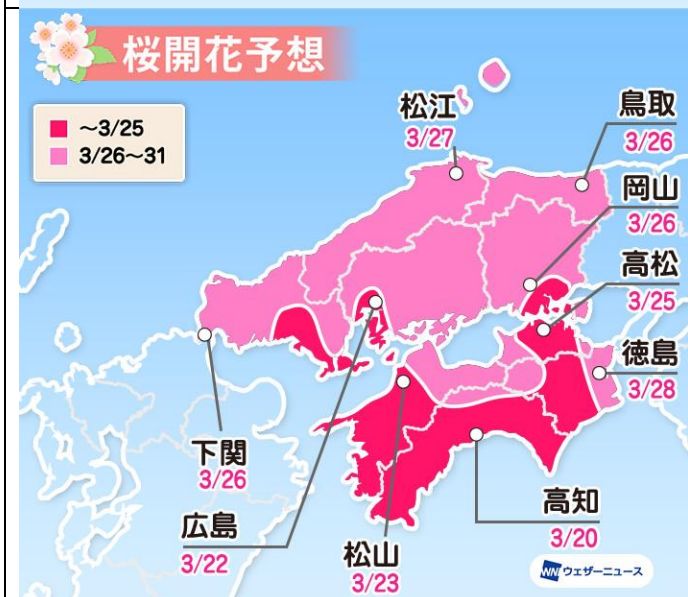 桜開花予想
～3/25
3/26～31
松江
3/27
鳥取
3/26
岡山
3/26
高松
3/25
徳島
3/28
下関
3/26
広島
3/22
松山
3/23
高知
3/20
WNI ウェザーニュース